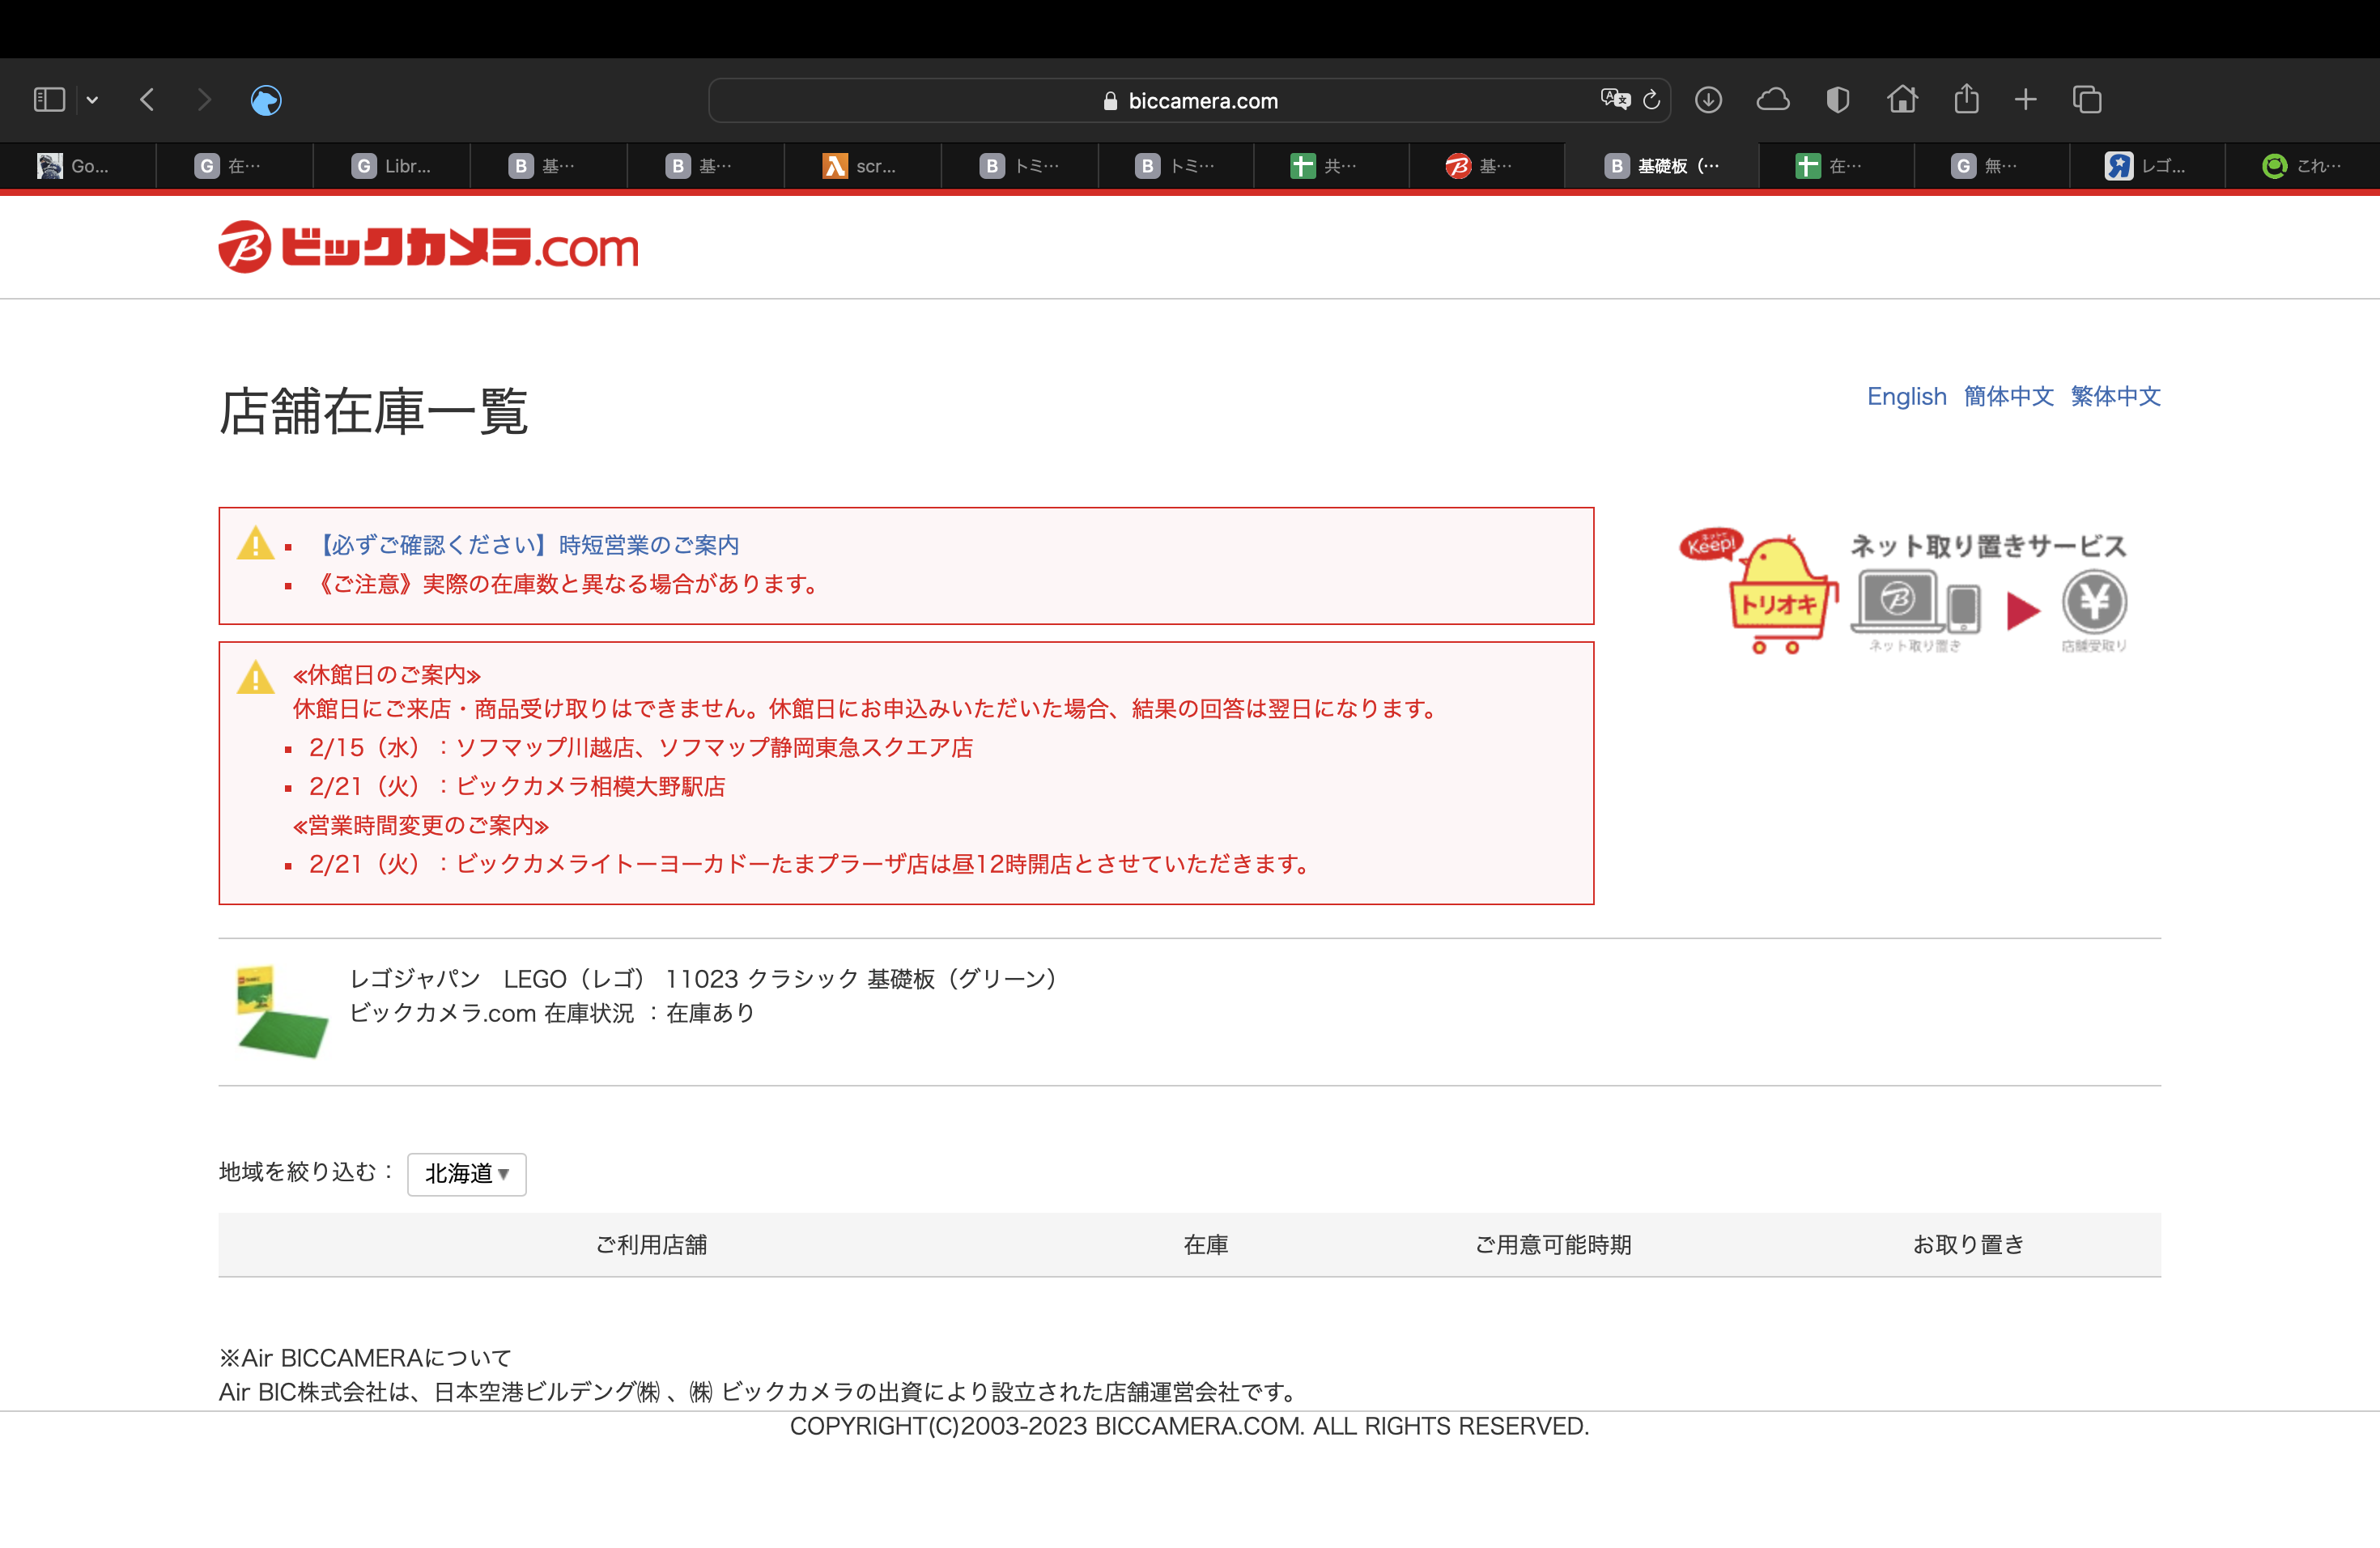 biccamera.com
Go...
G 在…
G Libr...
B 基…
B 基…
scr...
B トミ…
B トミ…
共…
B 基…
B 基礎板（…
在…
G 無…
レゴ...
これ…
B ビックカメラ.com
店舗在庫一覧
English 簡体中文 繁体中文
【必ずご確認ください】時短営業のご案内
《ご注意》実際の在庫数と異なる場合があります。
Keep!
トリオキ
ネット取り置きサービス
ネット取り置き
店舗受取り
≪休館日のご案内≫
休館日にご来店・商品受け取りはできません。休館日にお申込みいただいた場合、結果の回答は翌日になります。
2/15（水）：ソフマップ川越店、ソフマップ静岡東急スクエア店
2/21（火）：ビックカメラ相模大野駅店
≪営業時間変更のご案内≫
2/21（火）：ビックカメライトーヨーカドーたまプラーザ店は昼12時開店とさせていただきます。
レゴジャパン　LEGO（レゴ） 11023 クラシック 基礎板（グリーン）
ビックカメラ.com 在庫状況 ：在庫あり
地域を絞り込む： 北海道▼
ご利用店舗 在庫 ご用意可能時期 お取り置き
※Air BICCAMERAについて
Air BIC株式会社は、日本空港ビルデング㈱ 、㈱ ビックカメラの出資により設立された店舗運営会社です。
COPYRIGHT(C)2003-2023 BICCAMERA.COM. ALL RIGHTS RESERVED.